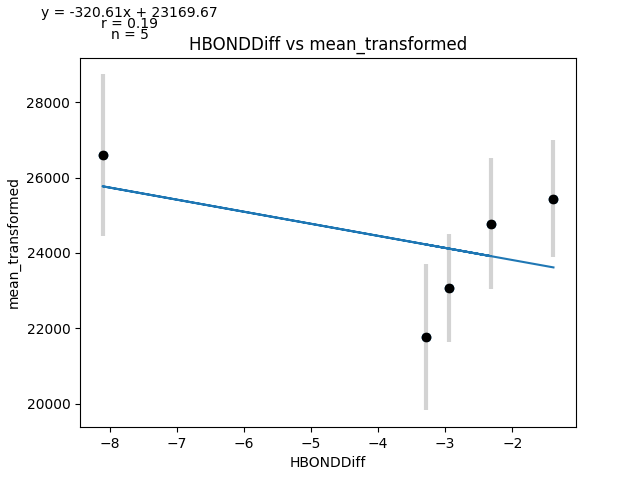 y = -320.61x + 23169.67
r = 0.19
n = 5
HBONDDiff vs mean_transformed
28000
26000
24000
22000
20000
mean_transformed
−8
−7
−6
−5
−4
−3
−2
HBONDDiff